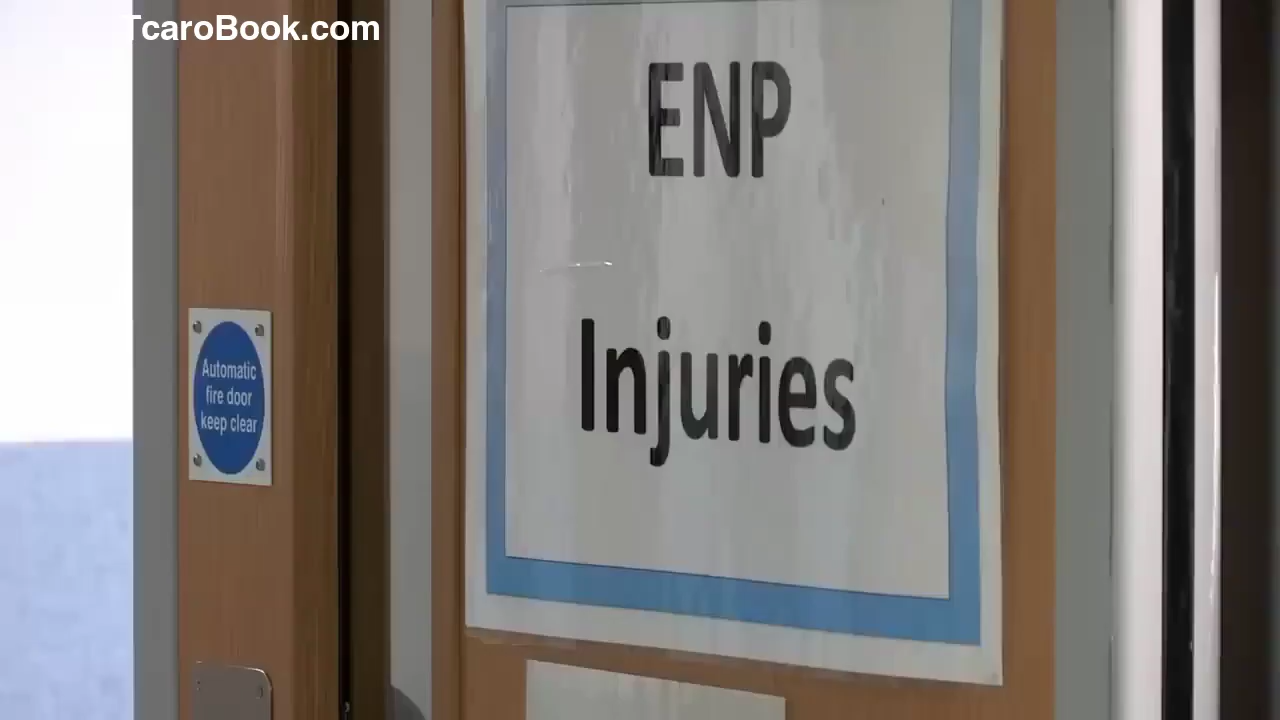 TcaroBook.com
ENP
Injuries
Automatic
fire door
keep clear